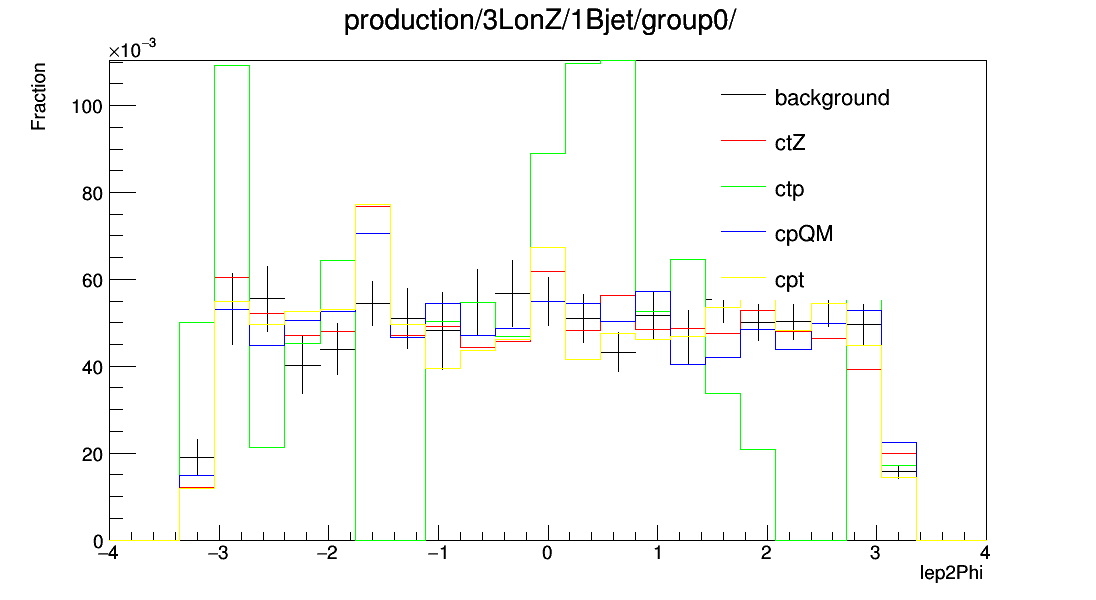 production/3LonZ/1Bjet/group0/
×10⁻³
Fraction
100
80
60
40
20
0
background
ctZ
ctp
cpQM
cpt
−4 −3 −2 −1 0 1 2 3 4
lep2Phi